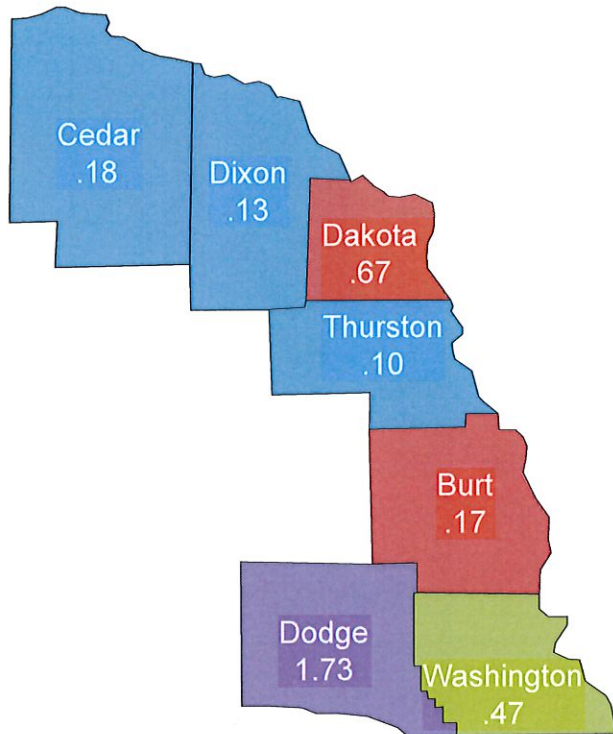 Cedar
.18
Dixon
.13
Dakota
.67
Thurston
.10
Burt
.17
Dodge
1.73
Washington
.47